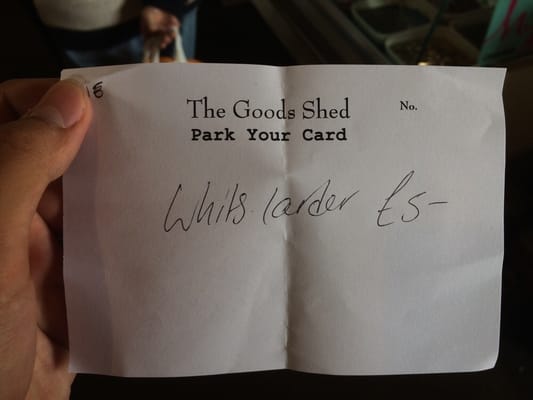 The Goods Shed
No.
Park Your Card
Whits. larder £5-